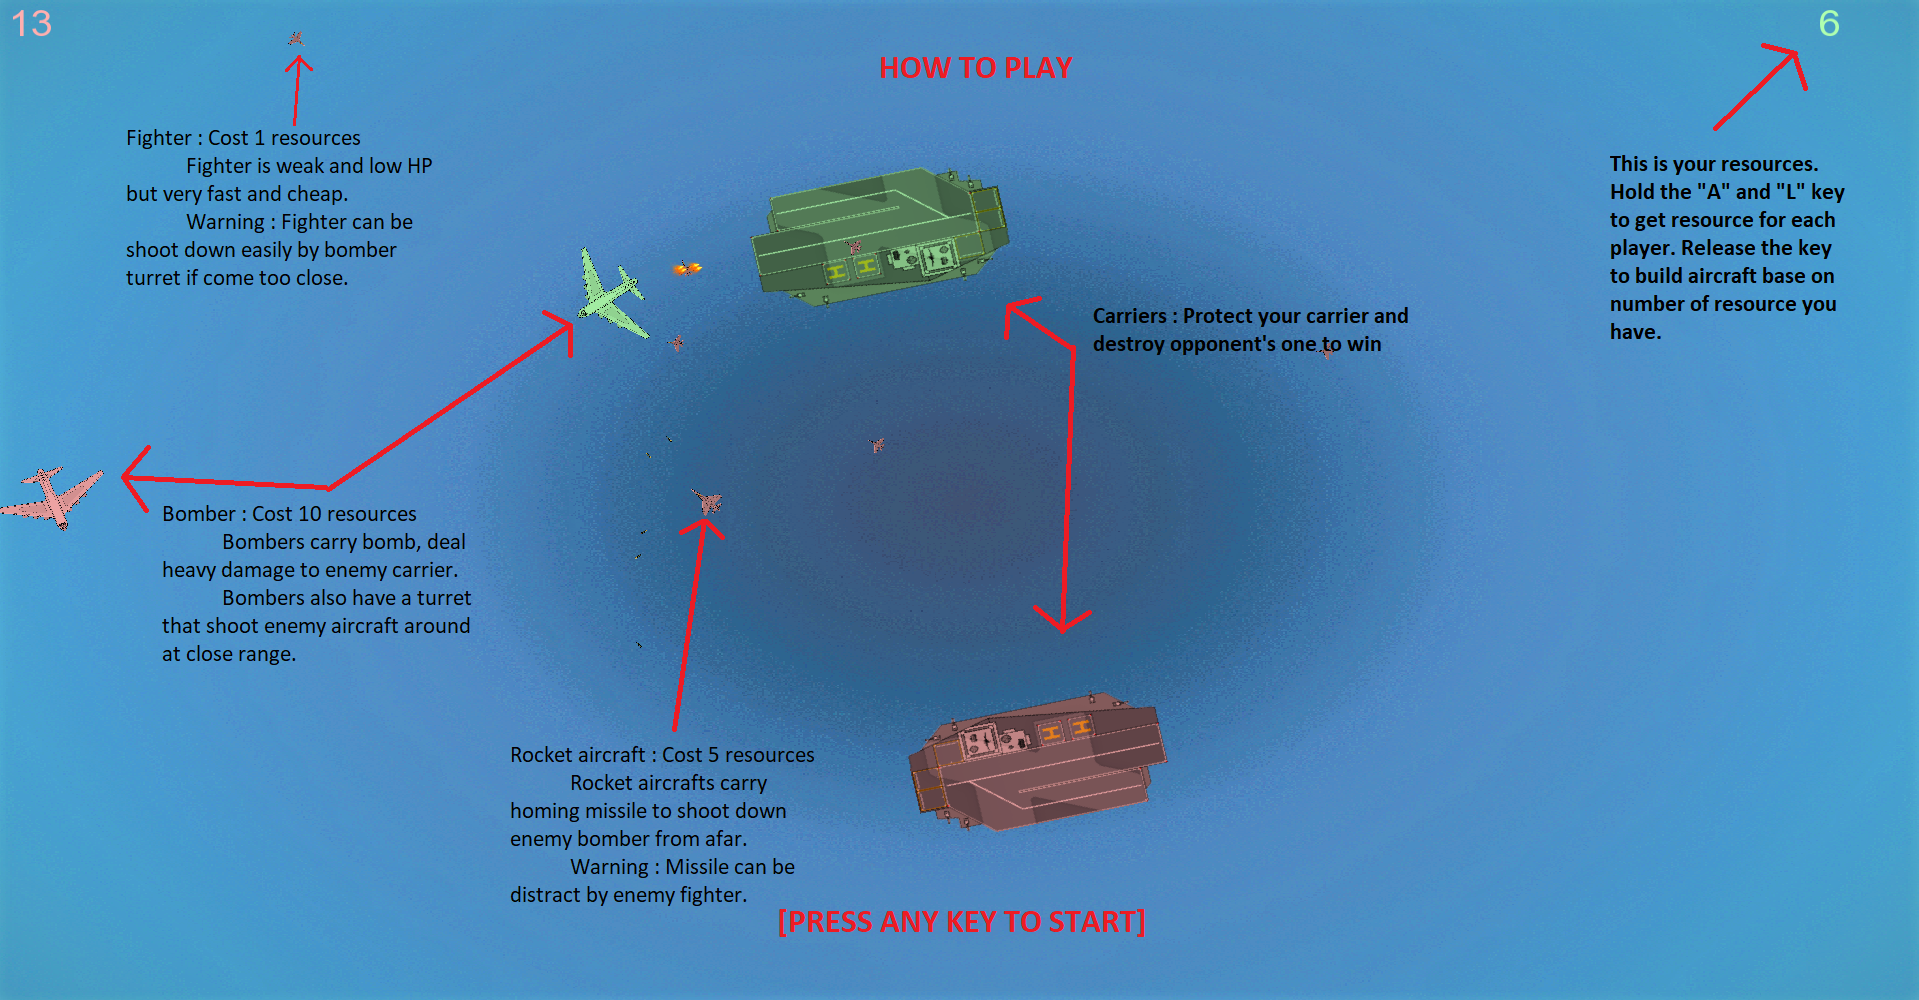 13
6
HOW TO PLAY
Fighter : Cost 1 resources
Fighter is weak and low HP
but very fast and cheap.
Warning : Fighter can be
shoot down easily by bomber
turret if come too close.
This is your resources.
Hold the "A" and "L" key
to get resource for each
player. Release the key
to build aircraft base on
number of resource you
have.
Carriers : Protect your carrier and
destroy opponent's one to win
H H
Bomber : Cost 10 resources
Bombers carry bomb, deal
heavy damage to enemy carrier.
Bombers also have a turret
that shoot enemy aircraft around
at close range.
H H
Rocket aircraft : Cost 5 resources
Rocket aircrafts carry
homing missile to shoot down
enemy bomber from afar.
Warning : Missile can be
distract by enemy fighter.
[PRESS ANY KEY TO START]